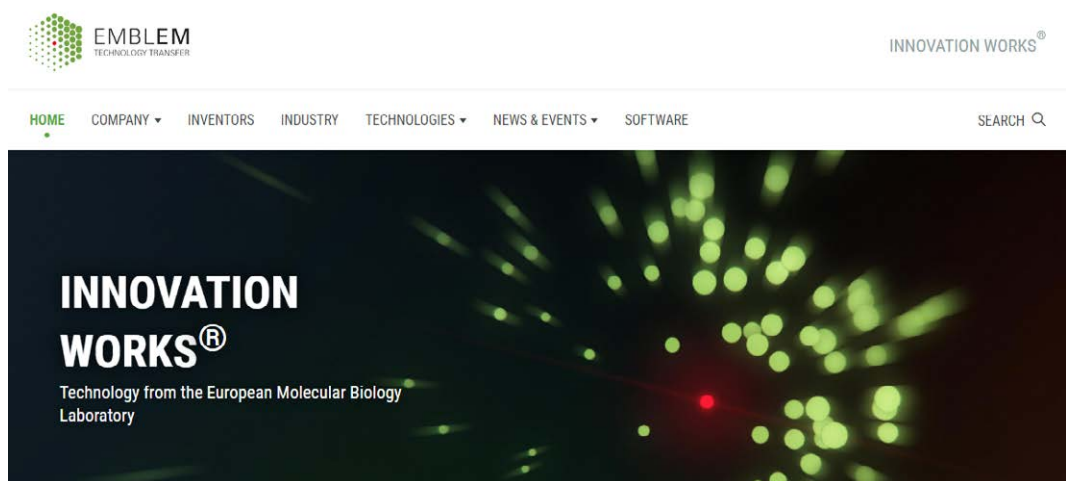 EMBLEM
TECHNOLOGY TRANSFER
INNOVATION WORKS®
HOME COMPANY INVENTORS INDUSTRY TECHNOLOGIES NEWS & EVENTS SOFTWARE SEARCH
INNOVATION
WORKS®
Technology from the European Molecular Biology
Laboratory